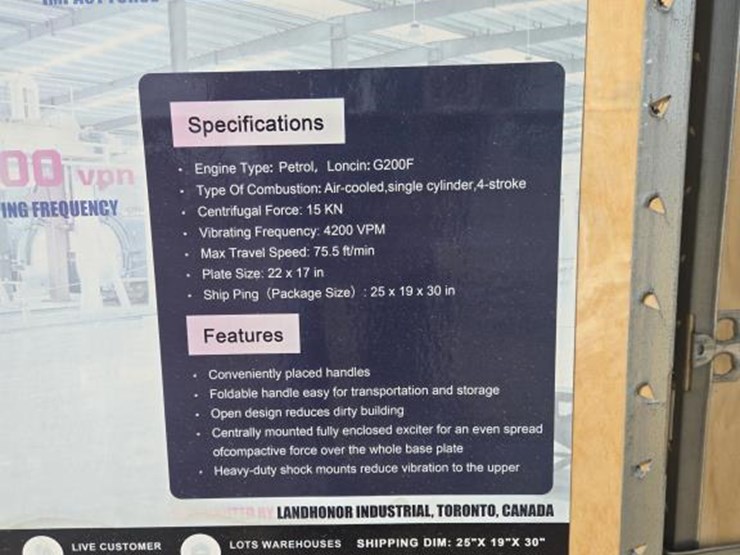 Specifications
• Engine Type: Petrol, Loncin: G200F
• Type Of Combustion: Air-cooled,single cylinder,4-stroke
• Centrifugal Force: 15 KN
• Vibrating Frequency: 4200 VPM
• Max Travel Speed: 75.5 ft/min
• Plate Size: 22 x 17 in
• Ship Ping (Package Size) : 25 x 19 x 30 in
Features
• Conveniently placed handles
• Foldable handle easy for transportation and storage
• Open design reduces dirty building
• Centrally mounted fully enclosed exciter for an even spread
ofcompactive force over the whole base plate
• Heavy-duty shock mounts reduce vibration to the upper
00 vpn
ING FREQUENCY
LANDHONOR INDUSTRIAL, TORONTO, CANADA
LIVE CUSTOMER
LOTS WAREHOUSES
SHIPPING DIM: 25"X 19"X 30"